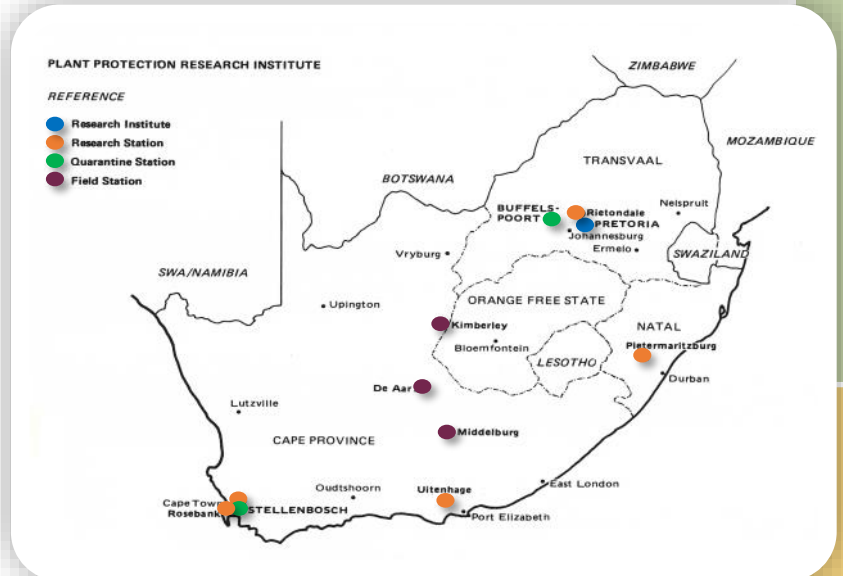 PLANT PROTECTION RESEARCH INSTITUTE
REFERENCE
Research Institute
Research Station
Quarantine Station
Field Station
ZIMBABWE
MOZAMBIQUE
TRANSVAAL
BOTSWANA
Nelspruit
BUFFELS-
POORT
Rietondale
PRETORIA
Johannesburg
Ermelo
SWAZILAND
Vryburg
SWA/NAMIBIA
Upington
ORANGE FREE STATE
Kimberley
NATAL
Bloemfontein
Pietermaritzburg
LESOTHO
Durban
De Aar
Lutzville
Middelburg
CAPE PROVINCE
Oudtshoorn
Uitenhage
East London
Cape Town
Rosebank
STELLENBOSCH
Port Elizabeth